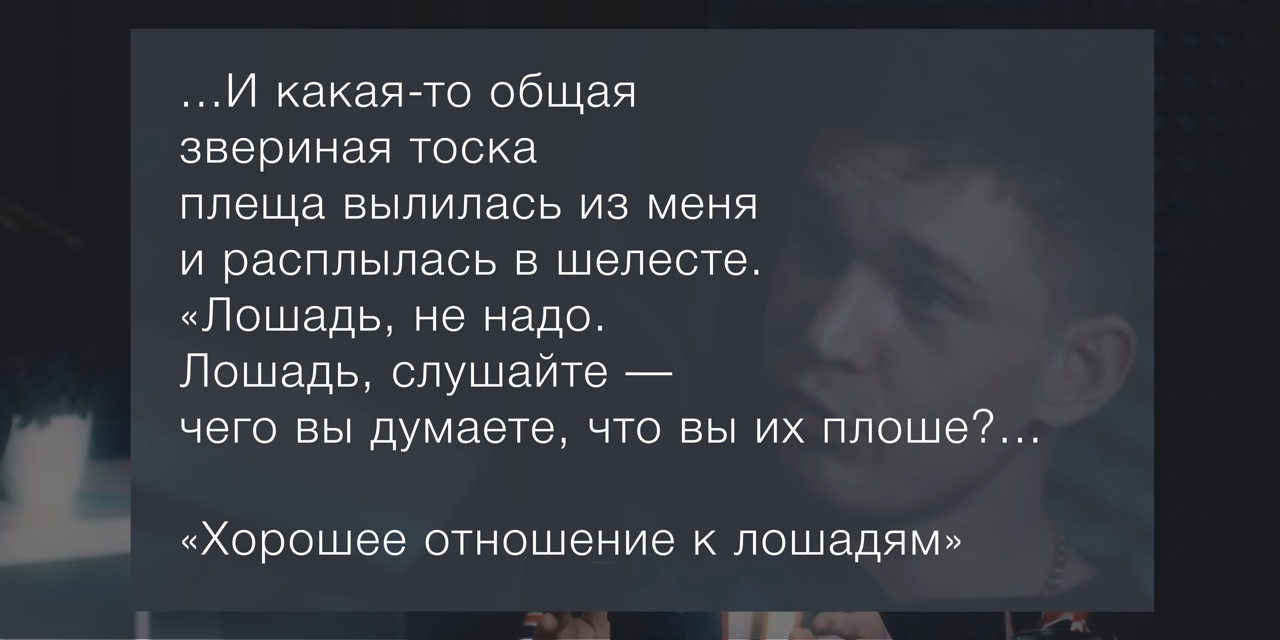 ...И какая-то общая
звериная тоска
плеща вылилась из меня
и расплылась в шелесте.
«Лошадь, не надо.
Лошадь, слушайте —
чего вы думаете, что вы их плоше?...
«Хорошее отношение к лошадям»